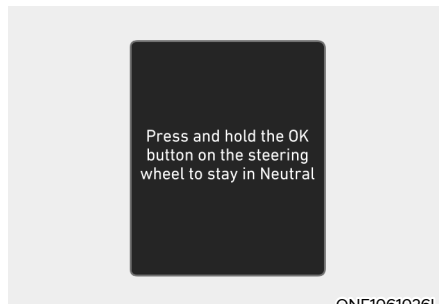 Press and hold the OK
button on the steering
wheel to stay in Neutral